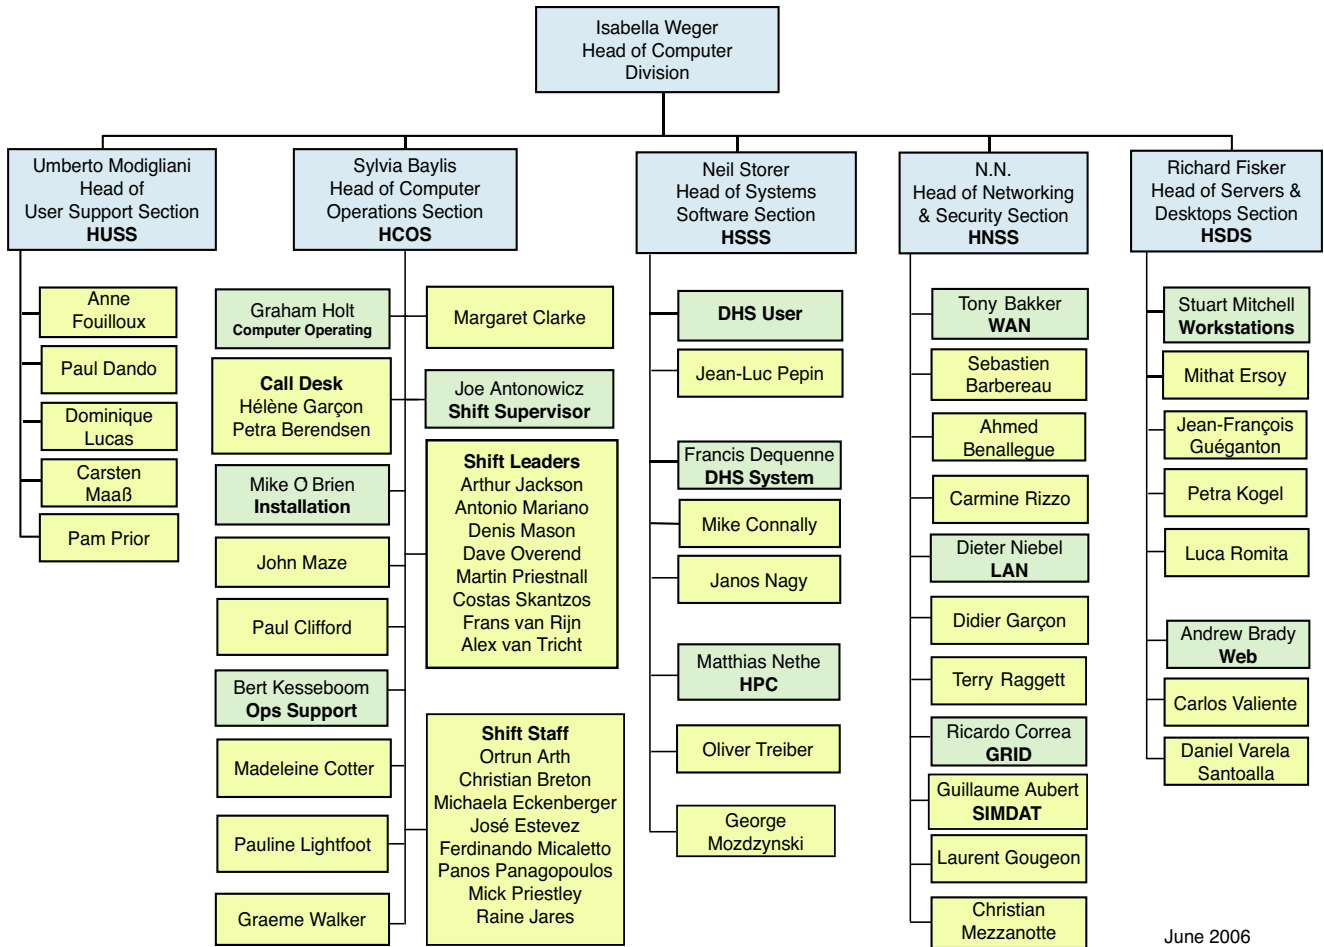 Isabella Weger
Head of Computer
Division
Umberto Modigliani
Head of
User Support Section
HUSS
Sylvia Baylis
Head of Computer
Operations Section
HCOS
Neil Storer
Head of Systems
Software Section
HSSS
N.N.
Head of Networking
& Security Section
HNSS
Richard Fisker
Head of Servers &
Desktops Section
HSDS
Anne
Fouilloux
Paul Dando
Dominique
Lucas
Carsten
Maaß
Pam Prior
Graham Holt
Computer Operating
Call Desk
Hélène Garçon
Petra Berendsen
Mike O Brien
Installation
John Maze
Paul Clifford
Bert Kesseboom
Ops Support
Madeleine Cotter
Pauline Lightfoot
Graeme Walker
Margaret Clarke
Joe Antonowicz
Shift Supervisor
Shift Leaders
Arthur Jackson
Antonio Mariano
Denis Mason
Dave Overend
Martin Priestnall
Costas Skantzos
Frans van Rijn
Alex van Tricht
Shift Staff
Ortrun Arth
Christian Breton
Michaela Eckenberger
José Estevez
Ferdinando Micaletto
Panos Panagopoulos
Mick Priestley
Raine Jares
DHS User
Jean-Luc Pepin
Francis Dequenne
DHS System
Mike Connally
Janos Nagy
Matthias Nethe
HPC
Oliver Treiber
George
Mozdzynski
Tony Bakker
WAN
Sebastien
Barbereau
Ahmed
Benallegue
Carmine Rizzo
Dieter Niebel
LAN
Didier Garçon
Terry Raggett
Ricardo Correa
GRID
Guillaume Aubert
SIMDAT
Laurent Gougeon
Christian
Mezzanotte
Stuart Mitchell
Workstations
Mithat Ersoy
Jean-François
Guéganton
Petra Kogel
Luca Romita
Andrew Brady
Web
Carlos Valiente
Daniel Varela
Santoalla
June 2006